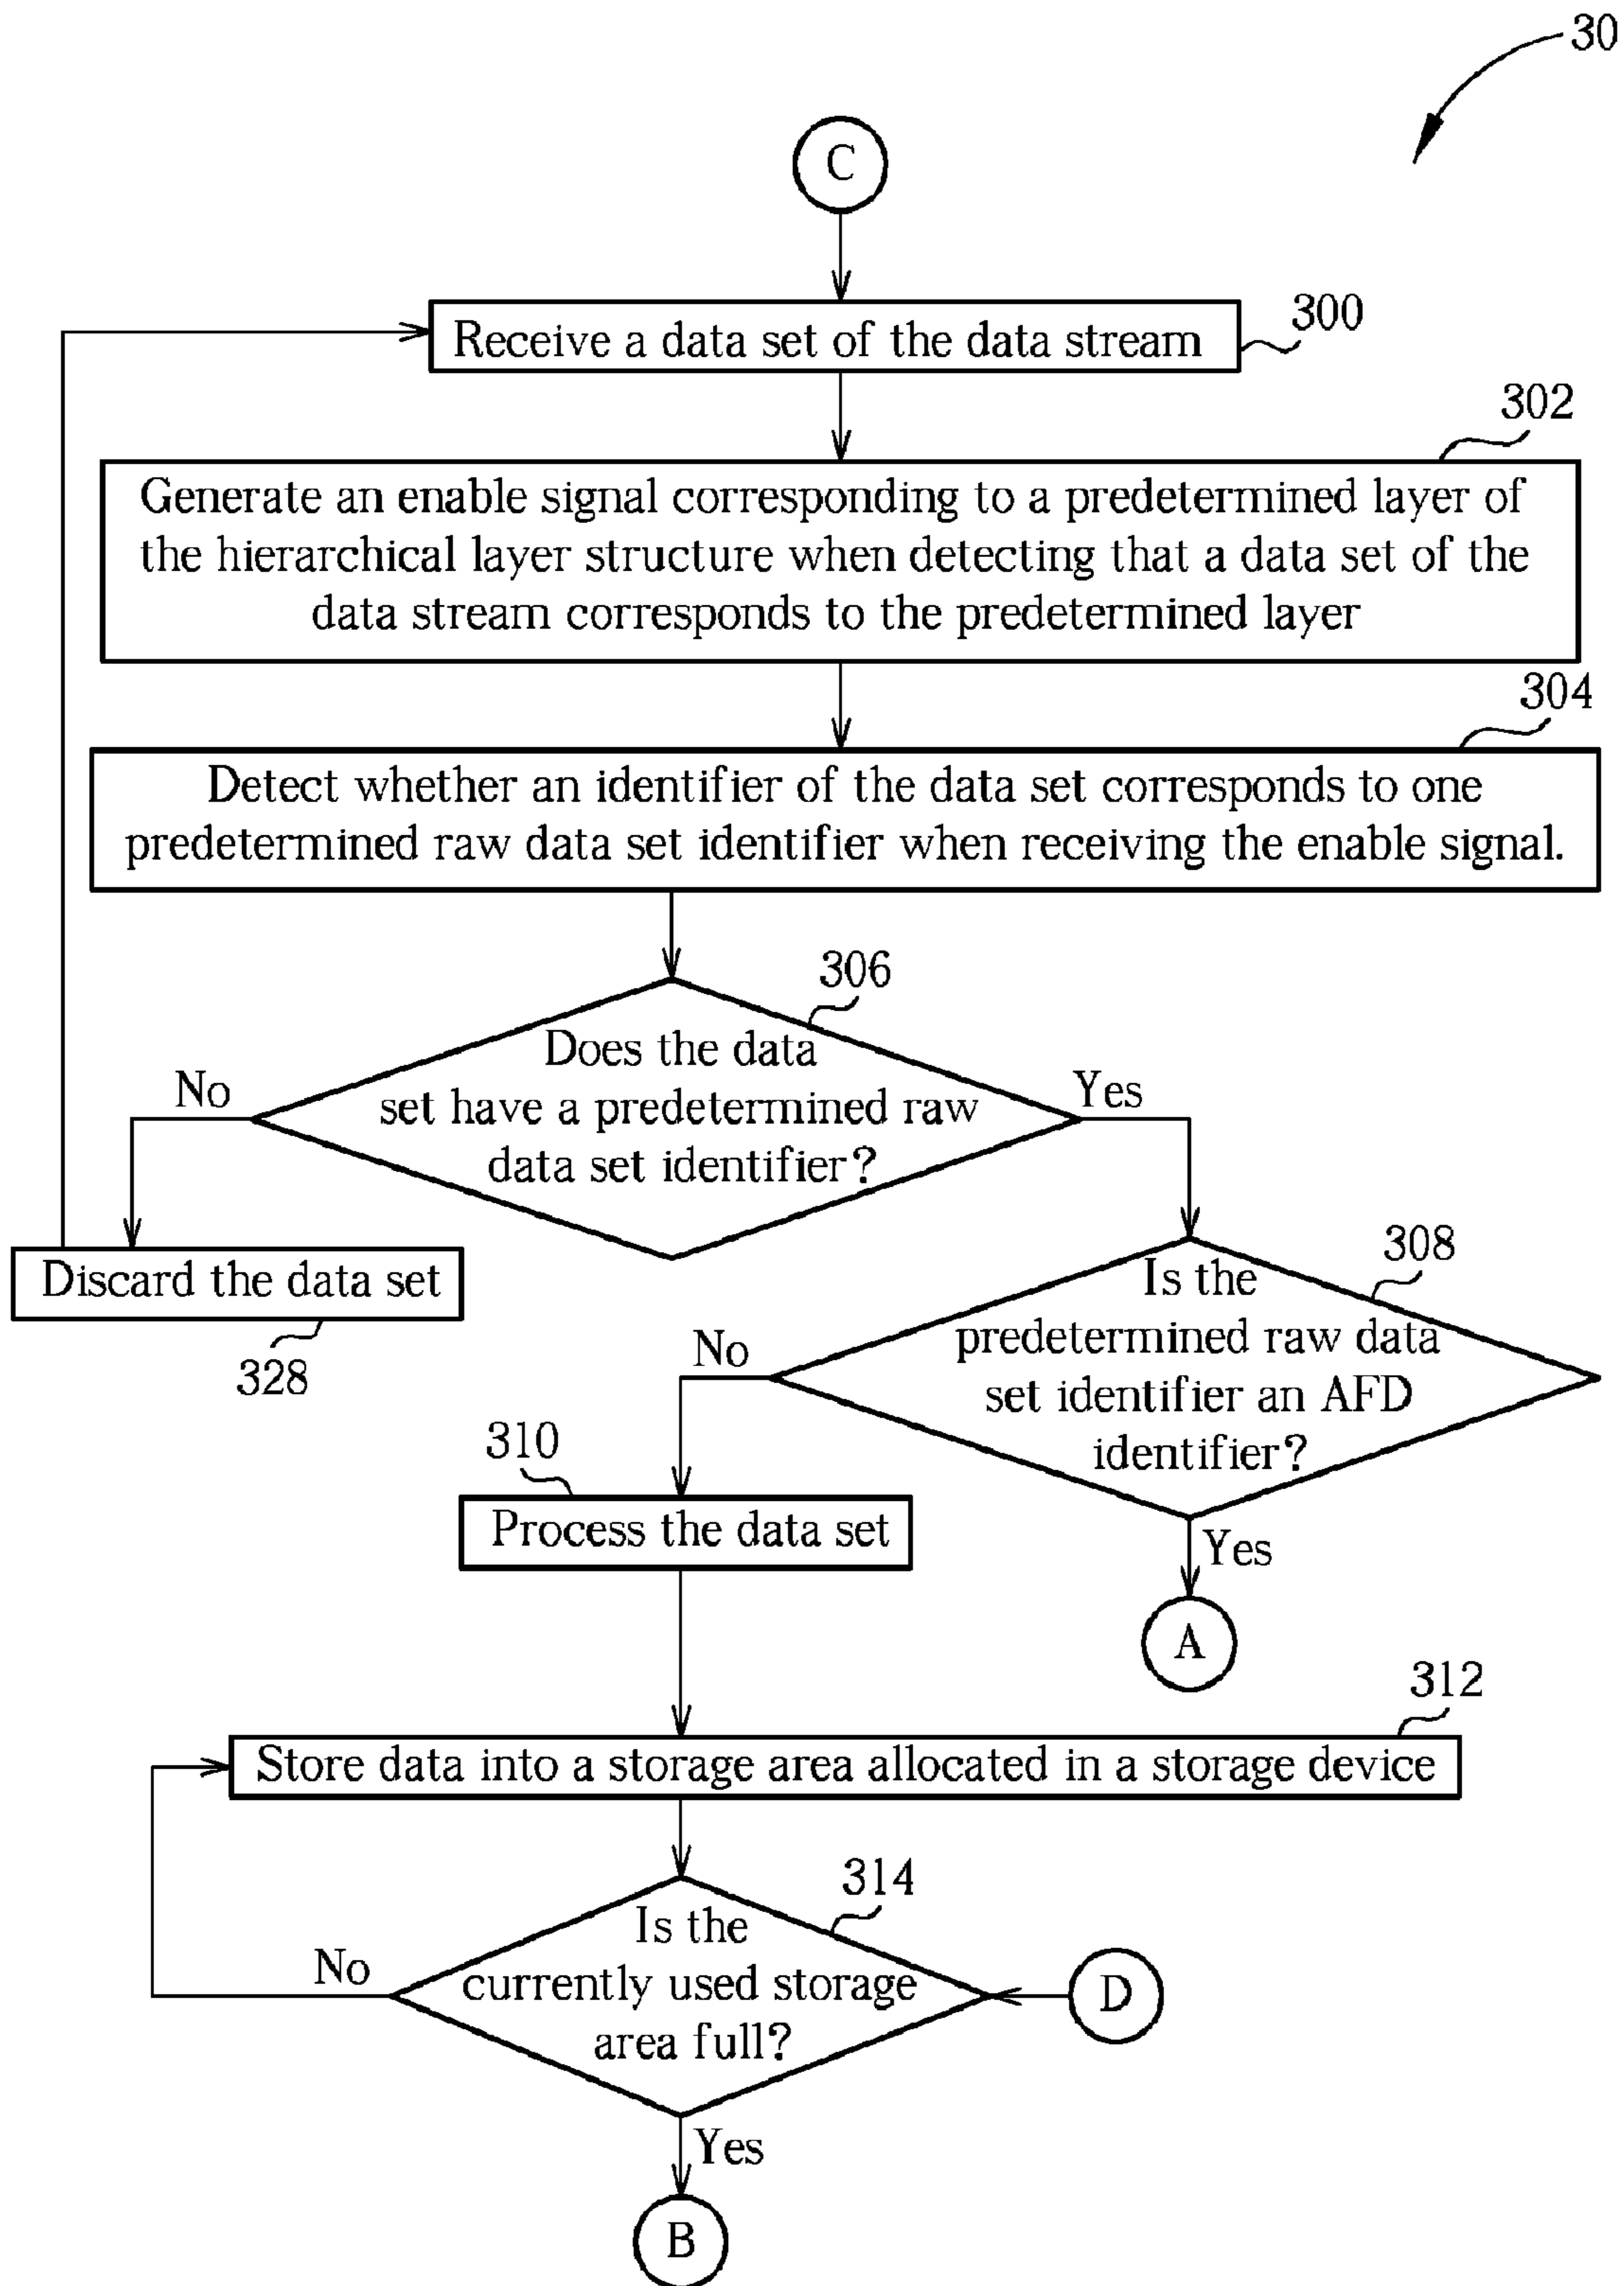 30
C
Receive a data set of the data stream
300
302
Generate an enable signal corresponding to a predetermined layer of
the hierarchical layer structure when detecting that a data set of the
data stream corresponds to the predetermined layer
304
Detect whether an identifier of the data set corresponds to one
predetermined raw data set identifier when receiving the enable signal.
306
Does the data
set have a predetermined raw
data set identifier?
No
Yes
Discard the data set
328
308
Is the
predetermined raw data
set identifier an AFD
identifier?
No
Yes
310
Process the data set
A
312
Store data into a storage area allocated in a storage device
314
Is the
currently used storage
area full?
No
D
Yes
B